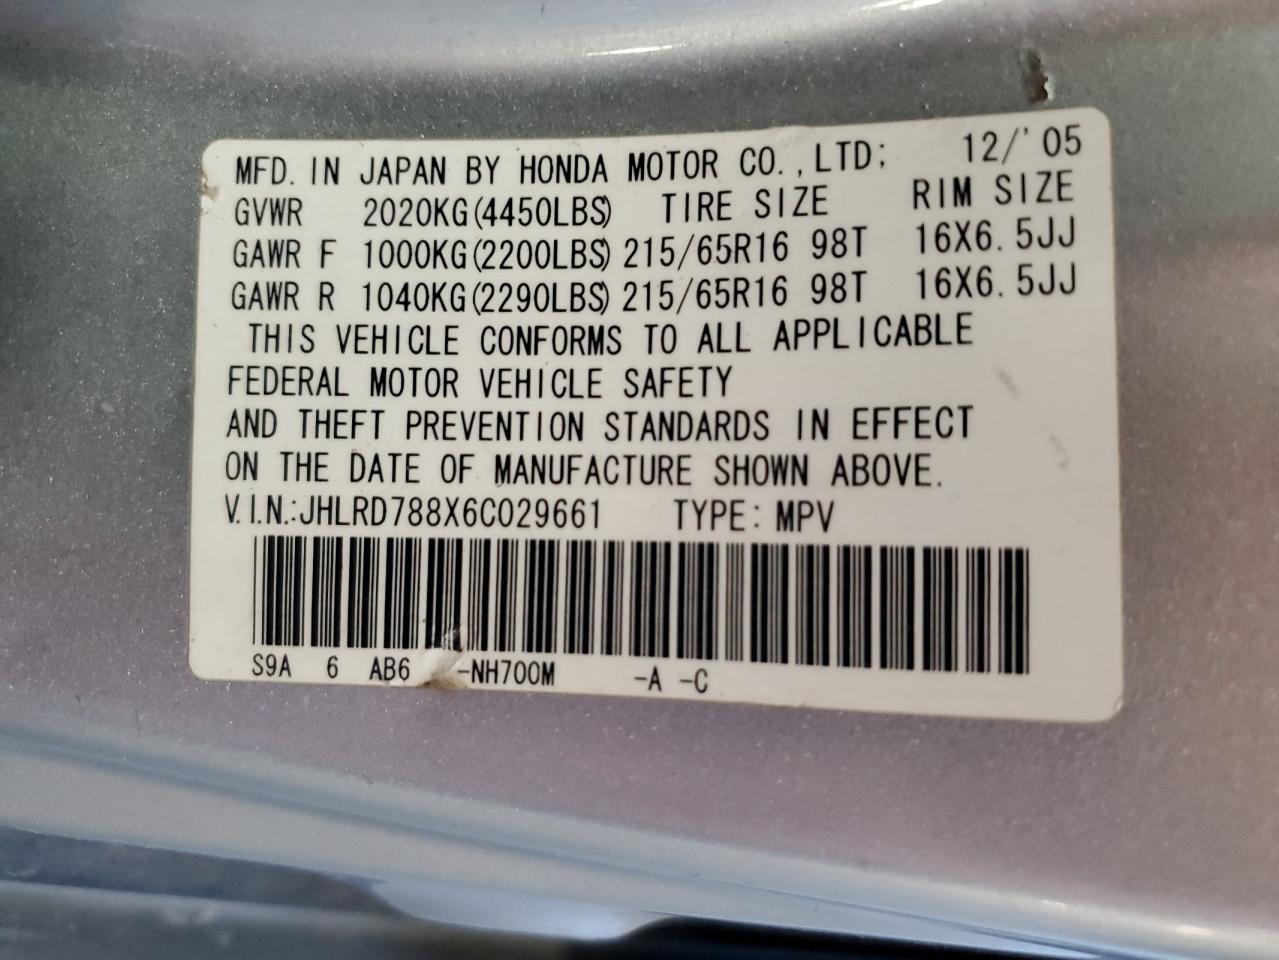 MFD. IN JAPAN BY HONDA MOTOR CO.,LTD: 12/'05
GVWR 2020KG(4450LBS) TIRE SIZE RIM SIZE
GAWR F 1000KG(2200LBS) 215/65R16 98T 16X6.5JJ
GAWR R 1040KG(2290LBS) 215/65R16 98T 16X6.5JJ
THIS VEHICLE CONFORMS TO ALL APPLICABLE
FEDERAL MOTOR VEHICLE SAFETY
AND THEFT PREVENTION STANDARDS IN EFFECT
ON THE DATE OF MANUFACTURE SHOWN ABOVE.
V.I.N.:JHLRD788X6C029661 TYPE: MPV
S9A 6 AB6 -NH700M -A -C